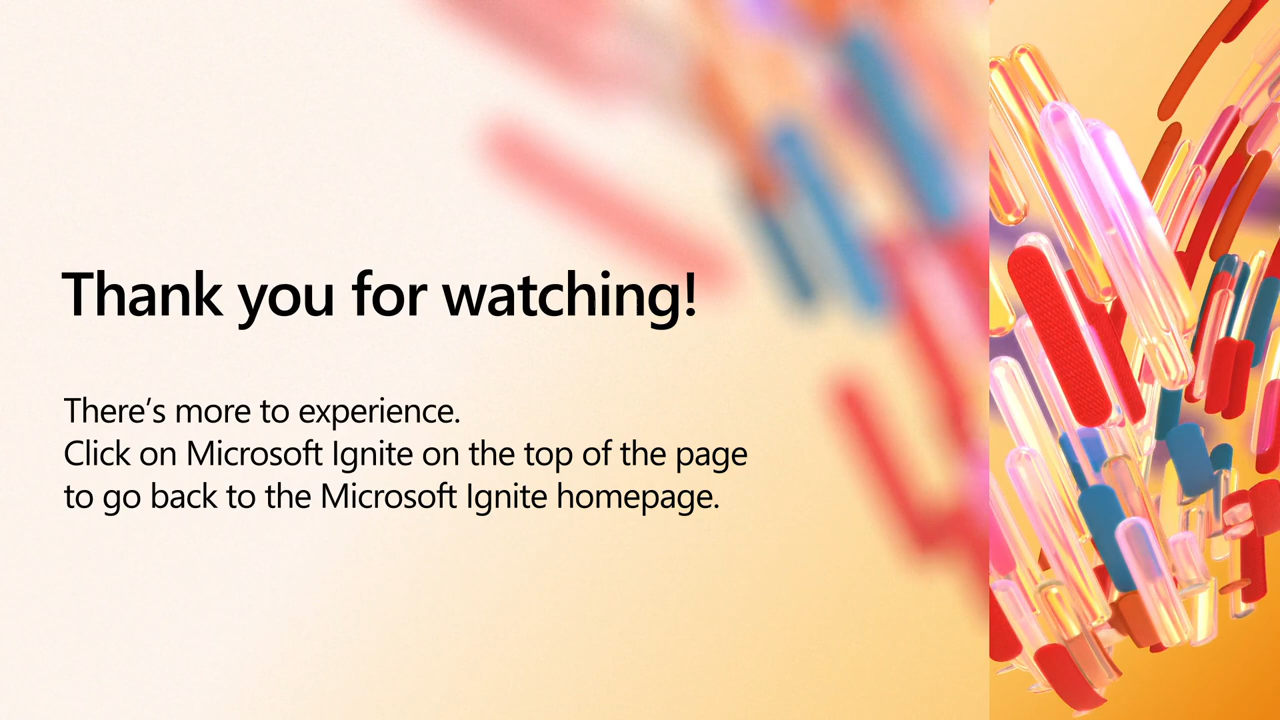 Thank you for watching!
There’s more to experience.
Click on Microsoft Ignite on the top of the page
to go back to the Microsoft Ignite homepage.